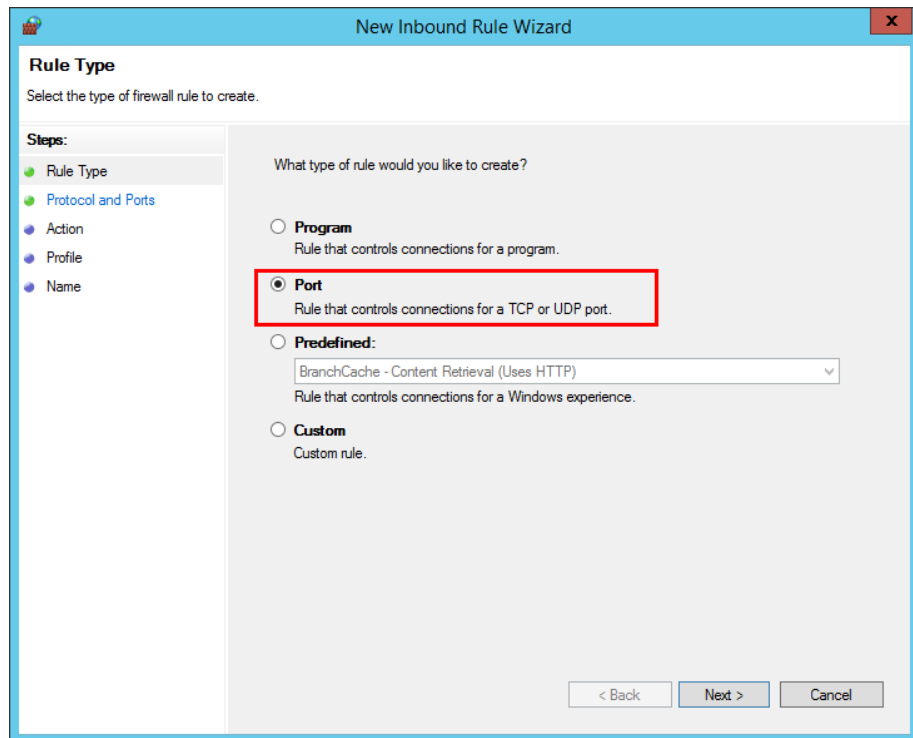 New Inbound Rule Wizard
x
Rule Type
Select the type of firewall rule to create.
Steps:
Rule Type
Protocol and Ports
Action
Profile
Name
What type of rule would you like to create?
Program
Rule that controls connections for a program.
Port
Rule that controls connections for a TCP or UDP port.
Predefined:
BranchCache - Content Retrieval (Uses HTTP)
Rule that controls connections for a Windows experience.
Custom
Custom rule.
< Back
Next >
Cancel